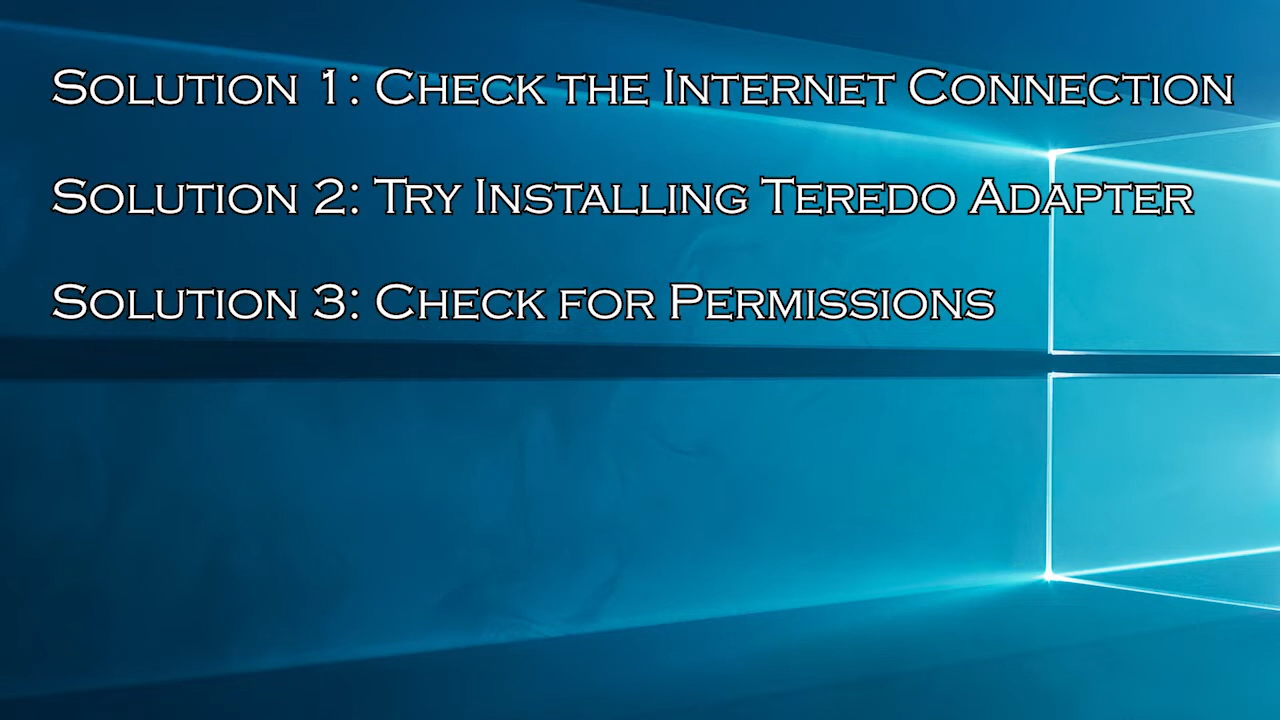 Solution 1: Check the Internet Connection
Solution 2: Try Installing Teredo Adapter
Solution 3: Check for Permissions